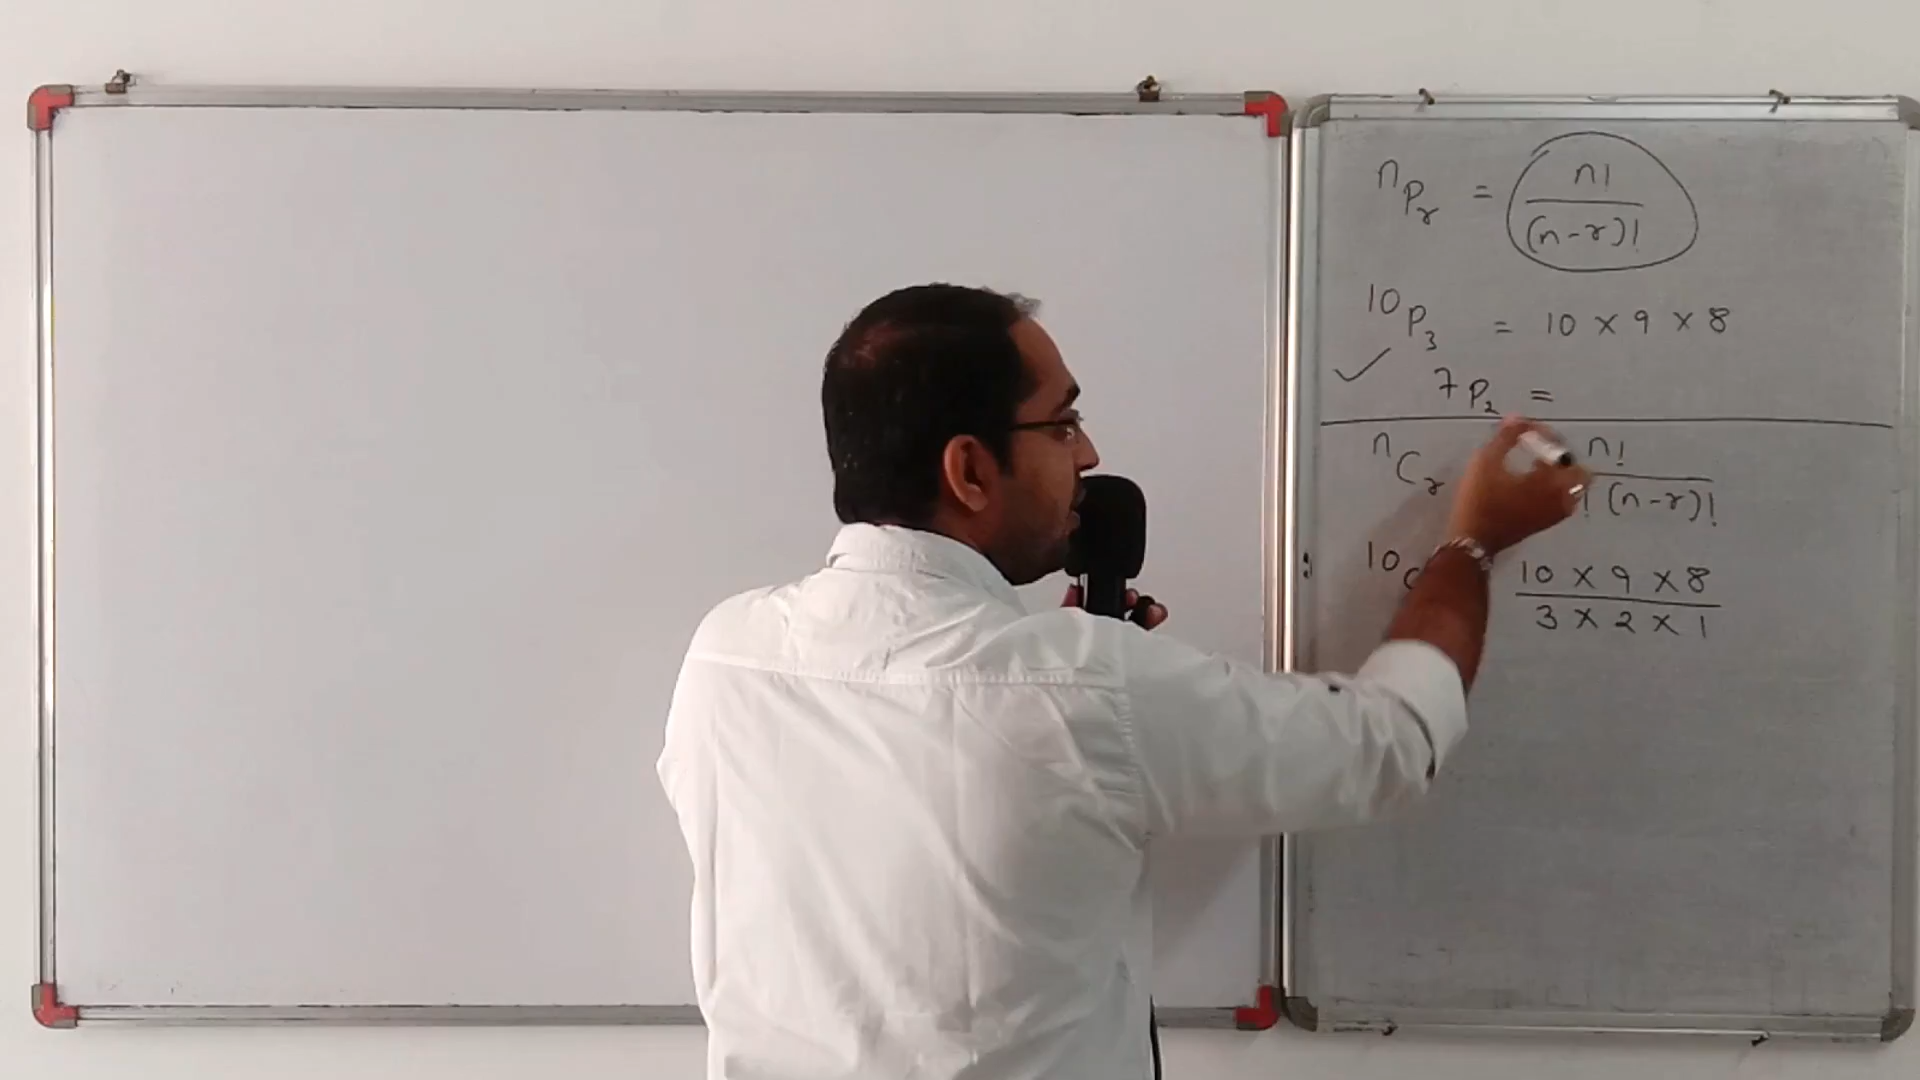 nPr = n!/(n-r)!
10P3 = 10 × 9 × 8
✓ 7P2 =
nCr n!/! (n-r)!
10C 10 × 9 × 8/3 × 2 × 1